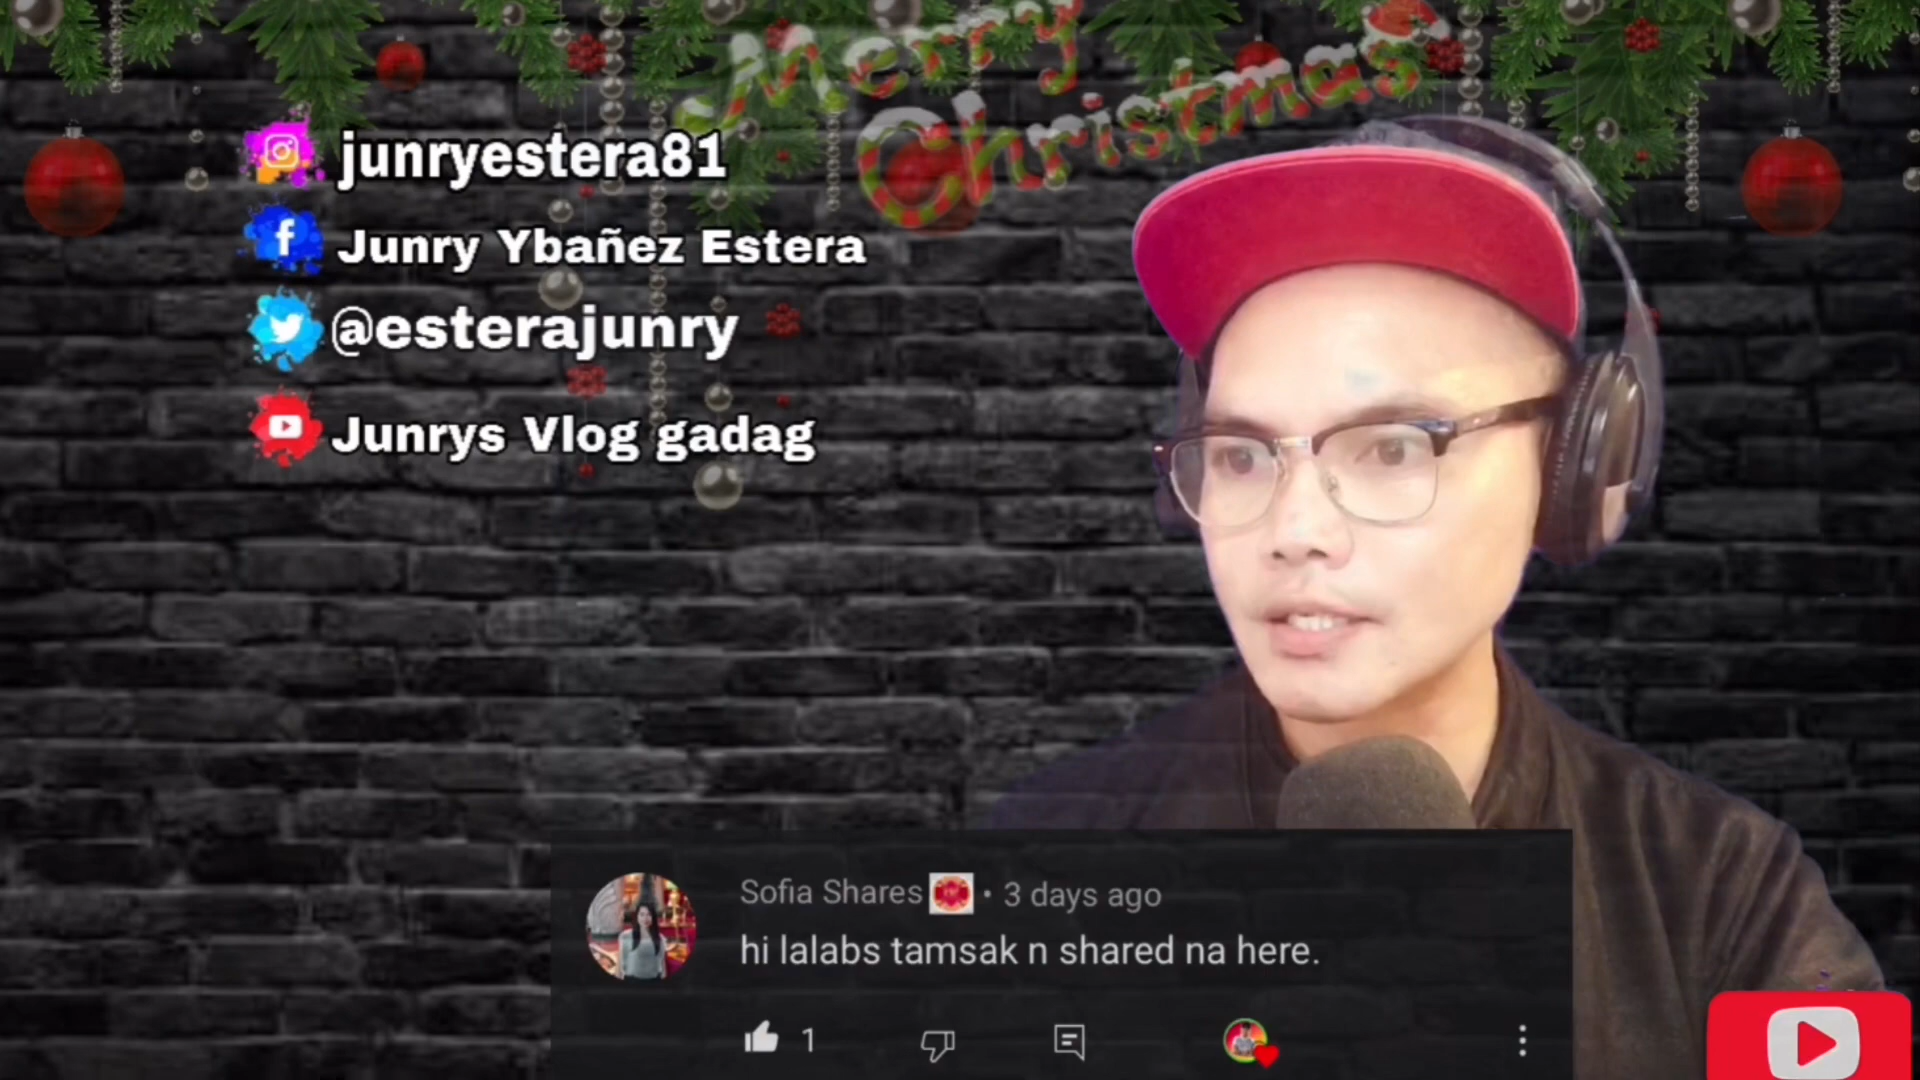 Merry
Christmas
junryestera81
Junry Ybañez Estera
@esterajunry
Junrys Vlog gadag
Sofia Shares · 3 days ago
hi lalabs tamsak n shared na here.
1